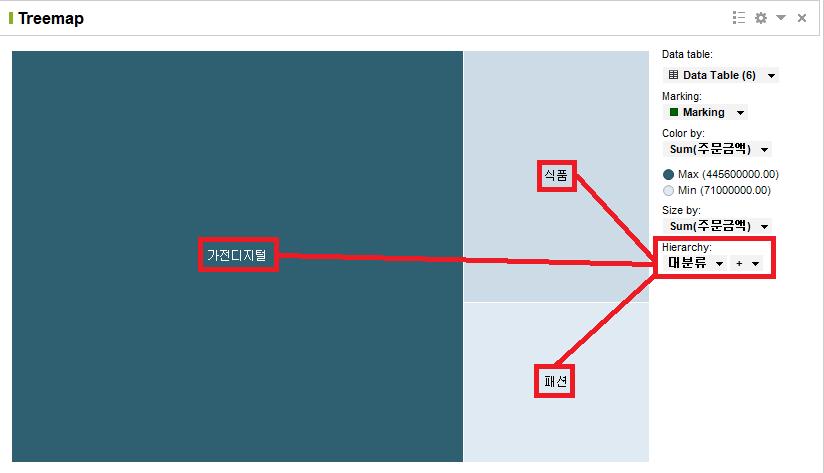 Treemap
가전디지털
식품
패션
Data table:
Data Table (6)
Marking:
Marking
Color by:
Sum(주문금액)
Max (445600000.00)
Min (71000000.00)
Size by:
Sum(주문금액)
Hierarchy:
대분류 +